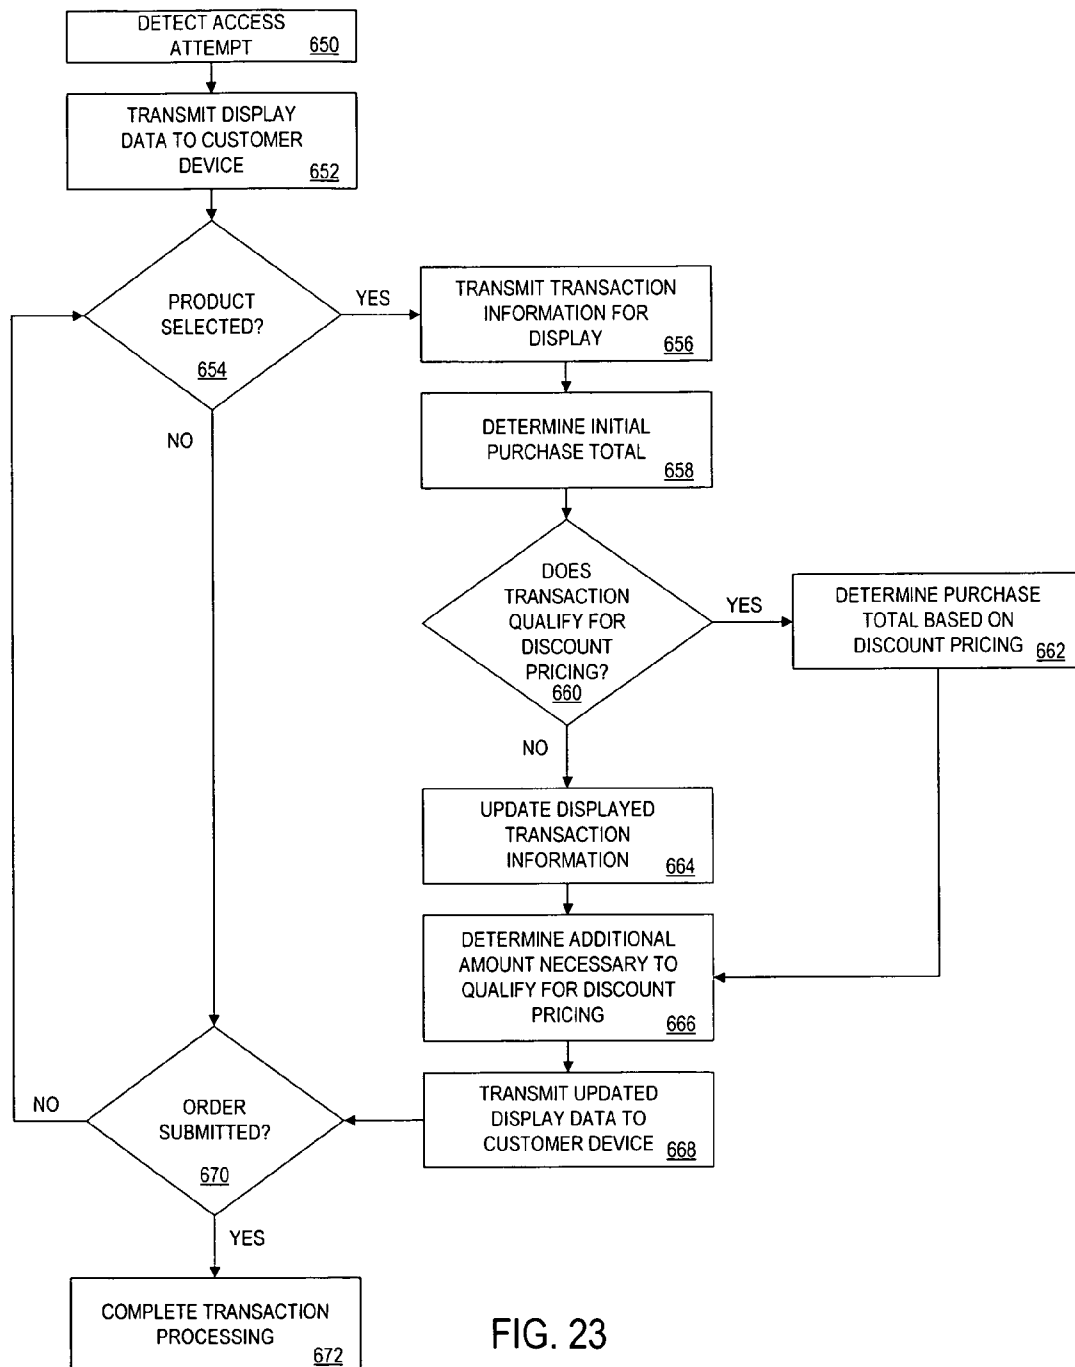 DETECT ACCESS
ATTEMPT 650
TRANSMIT DISPLAY
DATA TO CUSTOMER
DEVICE 652
PRODUCT
SELECTED?
654
YES
NO
TRANSMIT TRANSACTION
INFORMATION FOR
DISPLAY 656
DETERMINE INITIAL
PURCHASE TOTAL
658
DOES
TRANSACTION
QUALIFY FOR
DISCOUNT
PRICING?
660
YES
NO
DETERMINE PURCHASE
TOTAL BASED ON
DISCOUNT PRICING 662
UPDATE DISPLAYED
TRANSACTION
INFORMATION 664
DETERMINE ADDITIONAL
AMOUNT NECESSARY TO
QUALIFY FOR DISCOUNT
PRICING 666
TRANSMIT UPDATED
DISPLAY DATA TO
CUSTOMER DEVICE 668
NO
ORDER
SUBMITTED?
670
YES
COMPLETE TRANSACTION
PROCESSING
672
FIG. 23